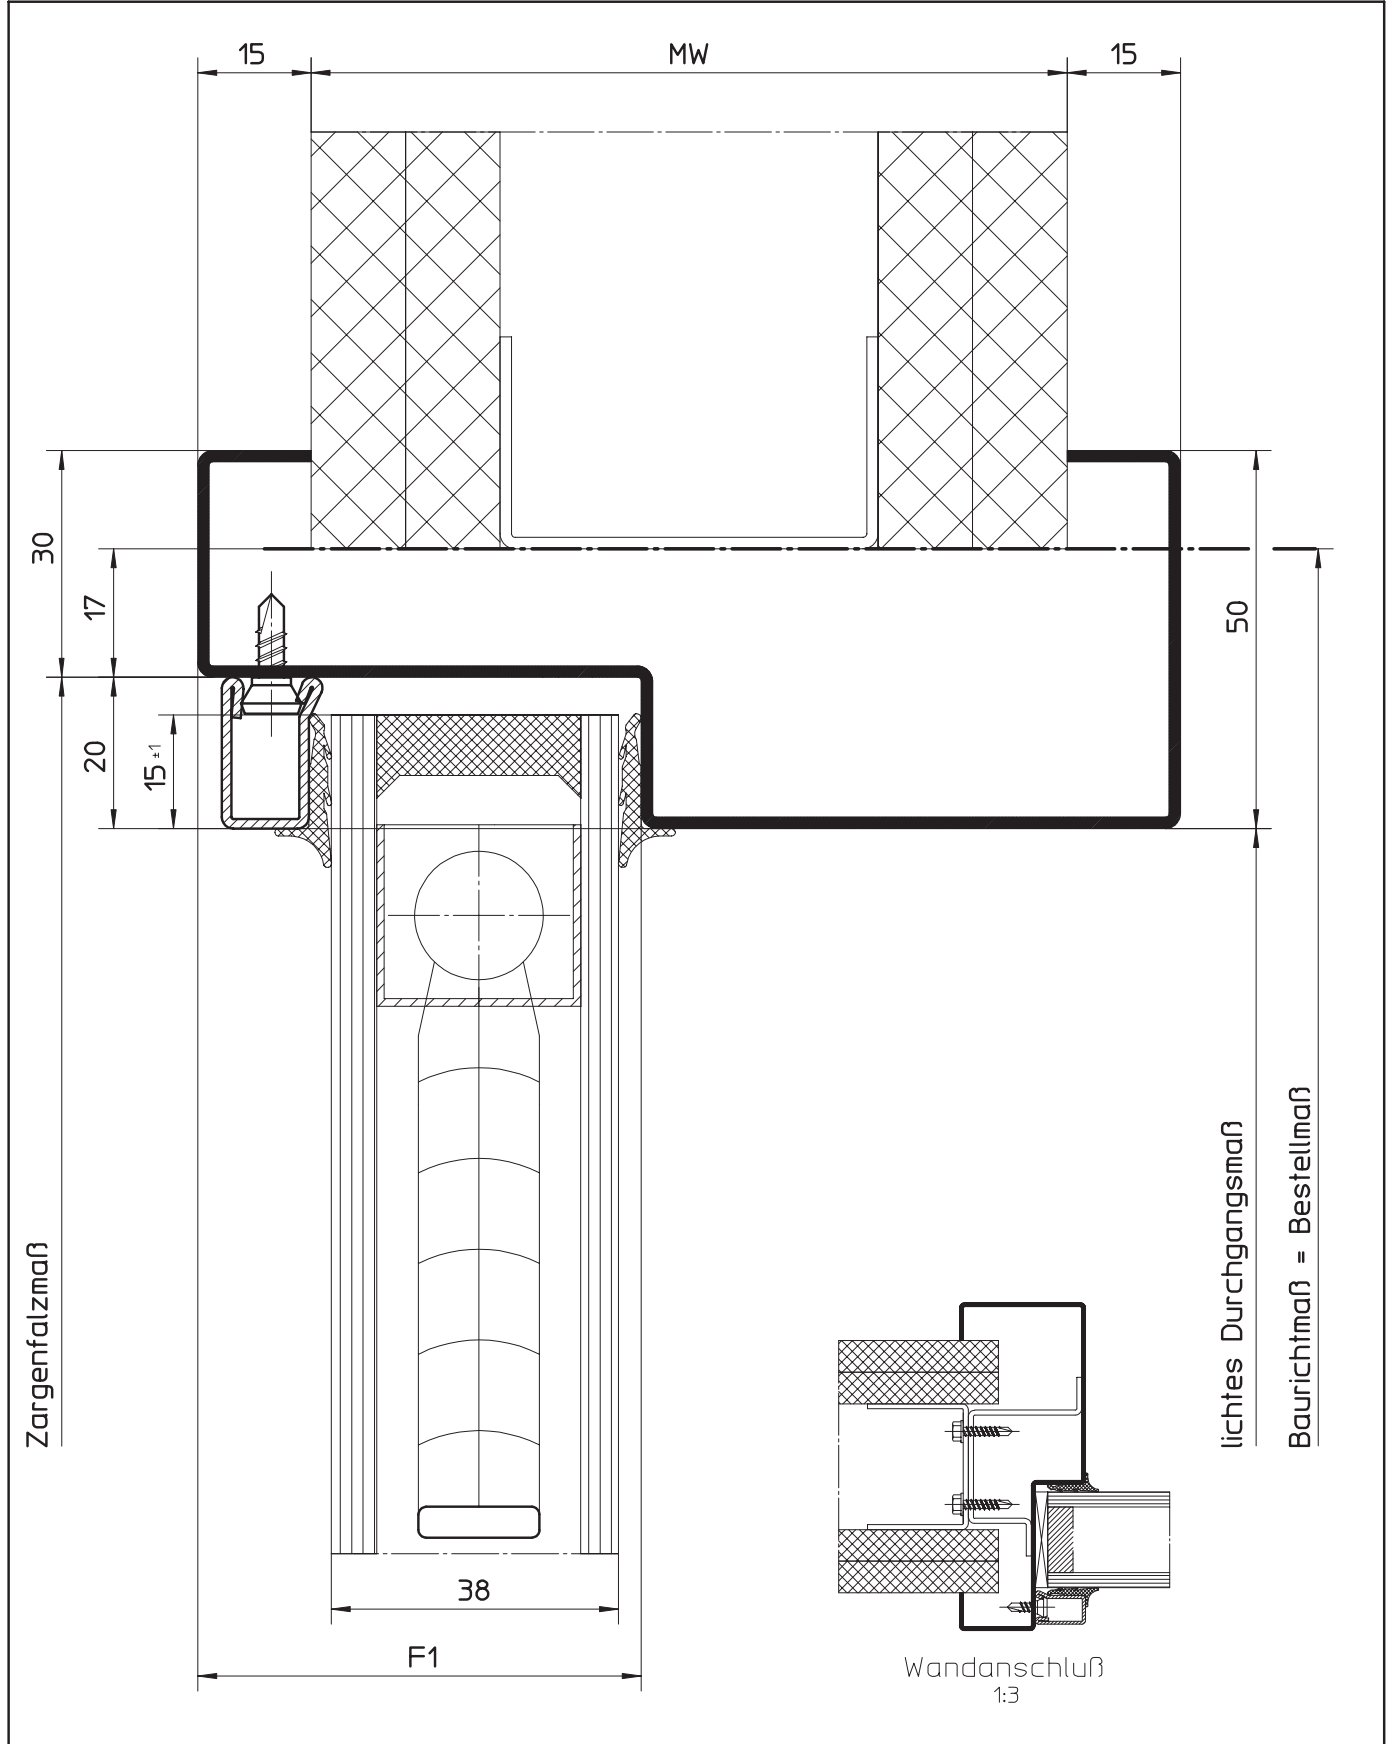 15
MW
15
30
17
20
15 ±1
50
Zargenfalzmaß
lichtes Durchgangsmaß
Baurichtmaß = Bestellmaß
38
F1
Wandanschluß
1:3